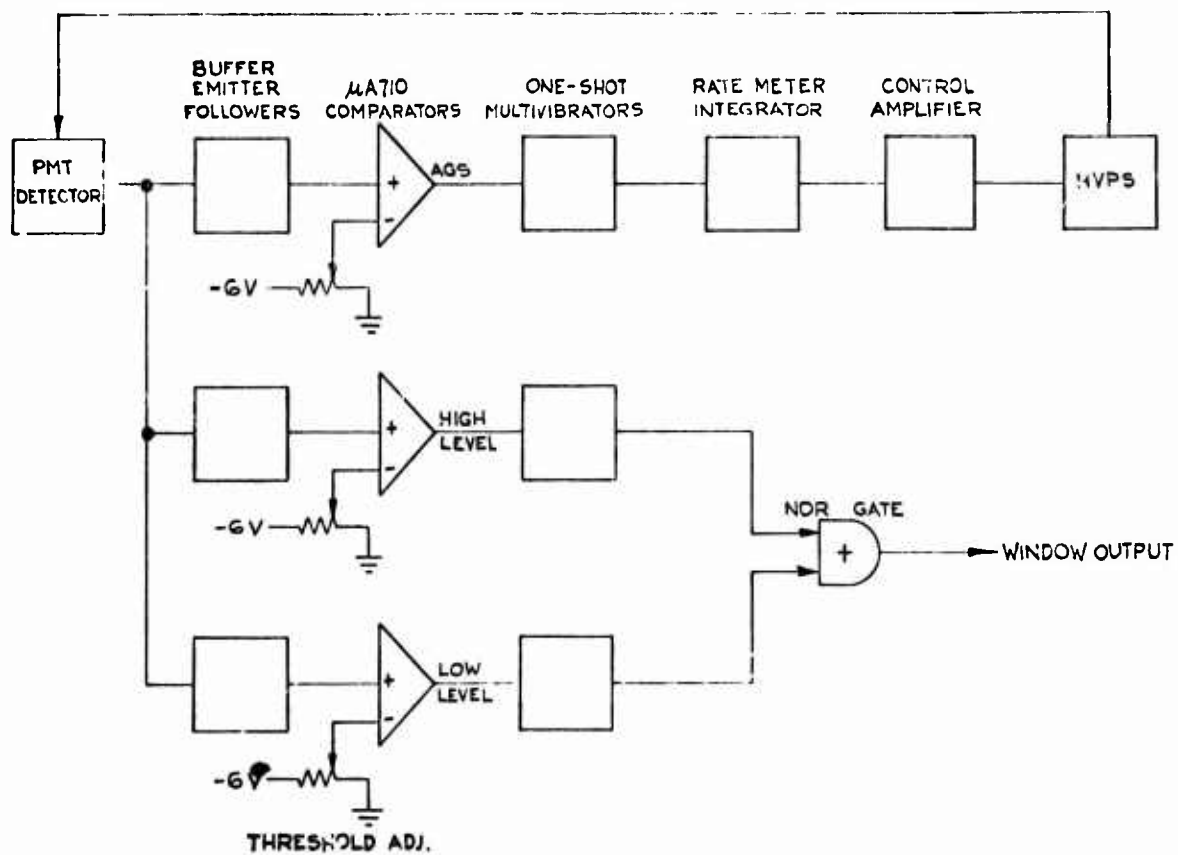 BUFFER
EMITTER
FOLLOWERS
μA710
COMPARATORS
ONE-SHOT
MULTIVIBRATORS
RATE METER
INTEGRATOR
CONTROL
AMPLIFIER
PMT
DETECTOR
+
-
AGS
HVPS
-6V
+
-
HIGH
LEVEL
-6V
NOR GATE
+
WINDOW OUTPUT
+
-
LOW
LEVEL
-6V
THRESHOLD ADJ.